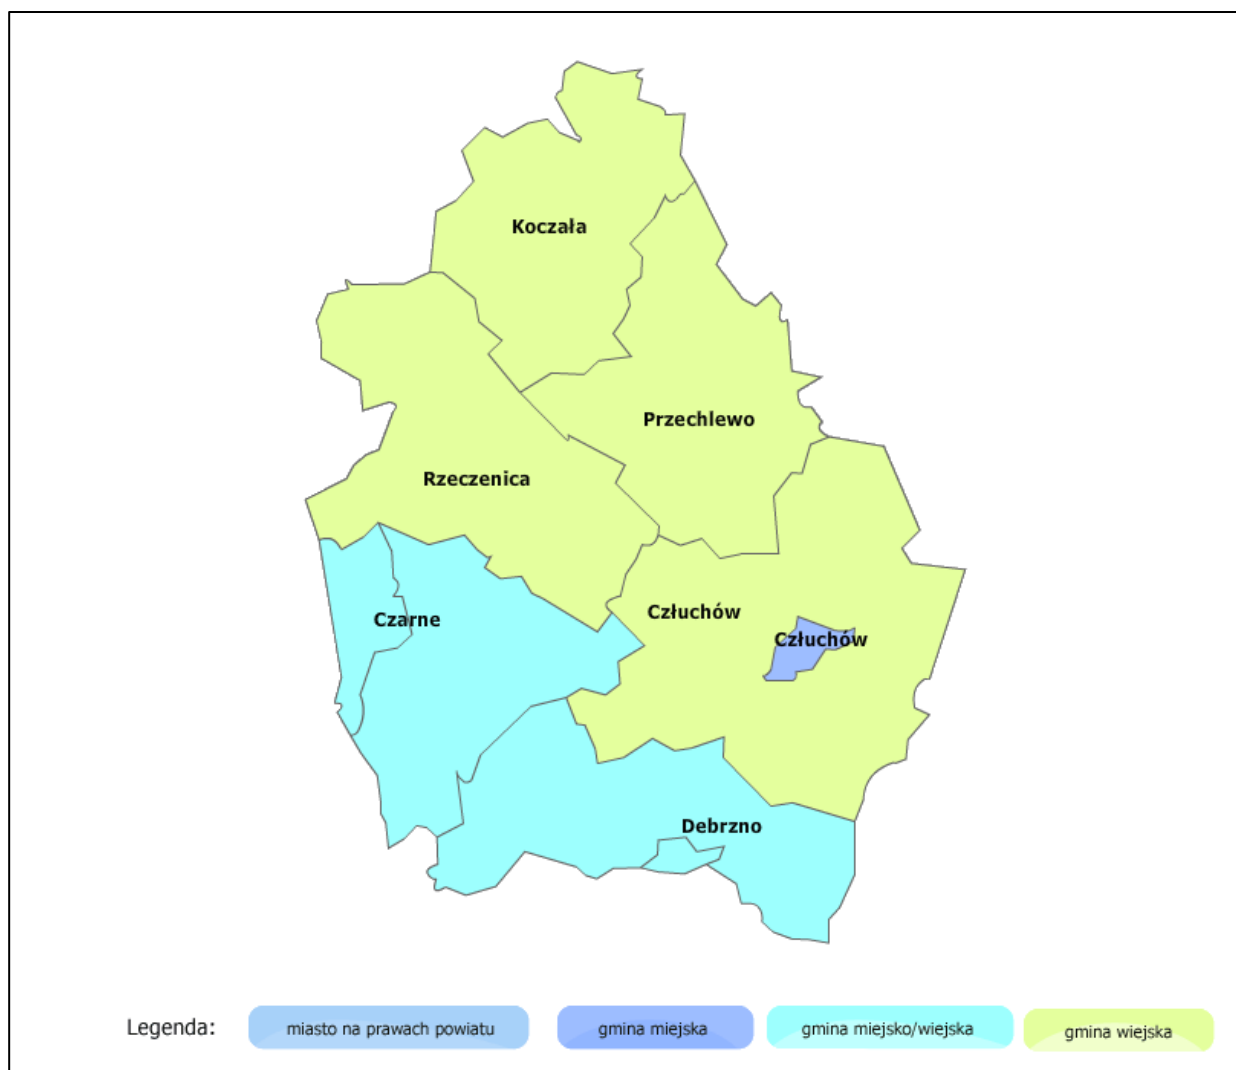 Koczała
Przechlewo
Rzeczenica
Człuchów
Czarne
Człuchów
Debrzno
Legenda:
miasto na prawach powiatu
gmina miejska
gmina miejsko/wiejska
gmina wiejska